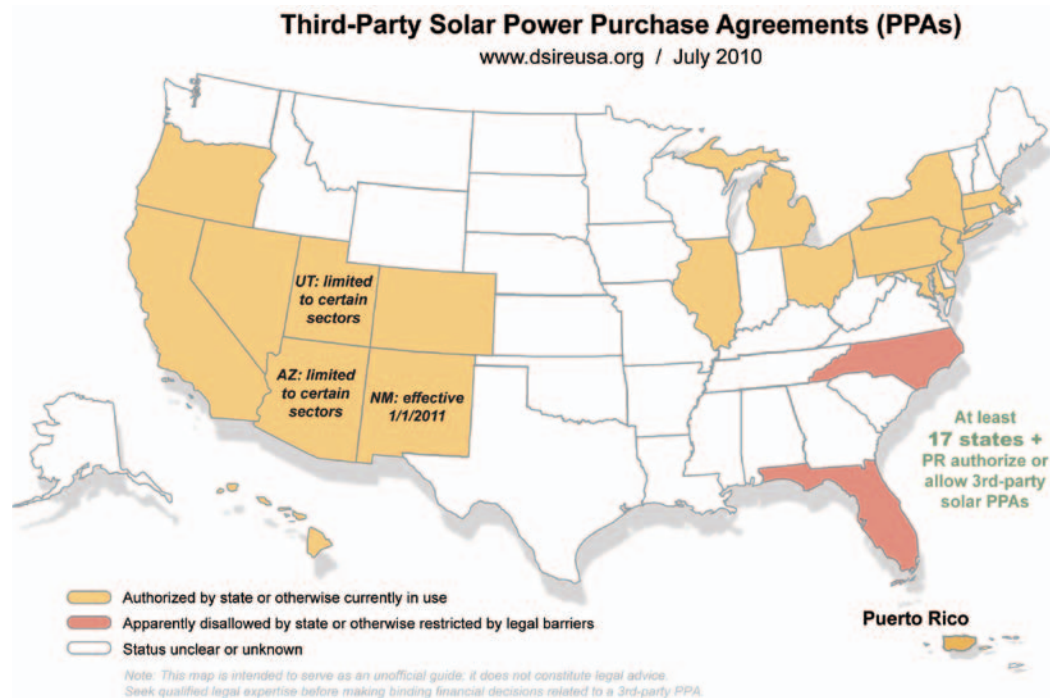 Third-Party Solar Power Purchase Agreements (PPAs)
www.dsireusa.org / July 2010
UT: limited
to certain
sectors
AZ: limited
to certain
sectors
NM: effective
1/1/2011
At least
17 states +
PR authorize or
allow 3rd-party
solar PPAs
Authorized by state or otherwise currently in use
Apparently disallowed by state or otherwise restricted by legal barriers
Status unclear or unknown
Puerto Rico
Note: This map is intended to serve as an unofficial guide; it does not constitute legal advice.
Seek qualified legal expertise before making binding financial decisions related to a 3rd-party PPA.